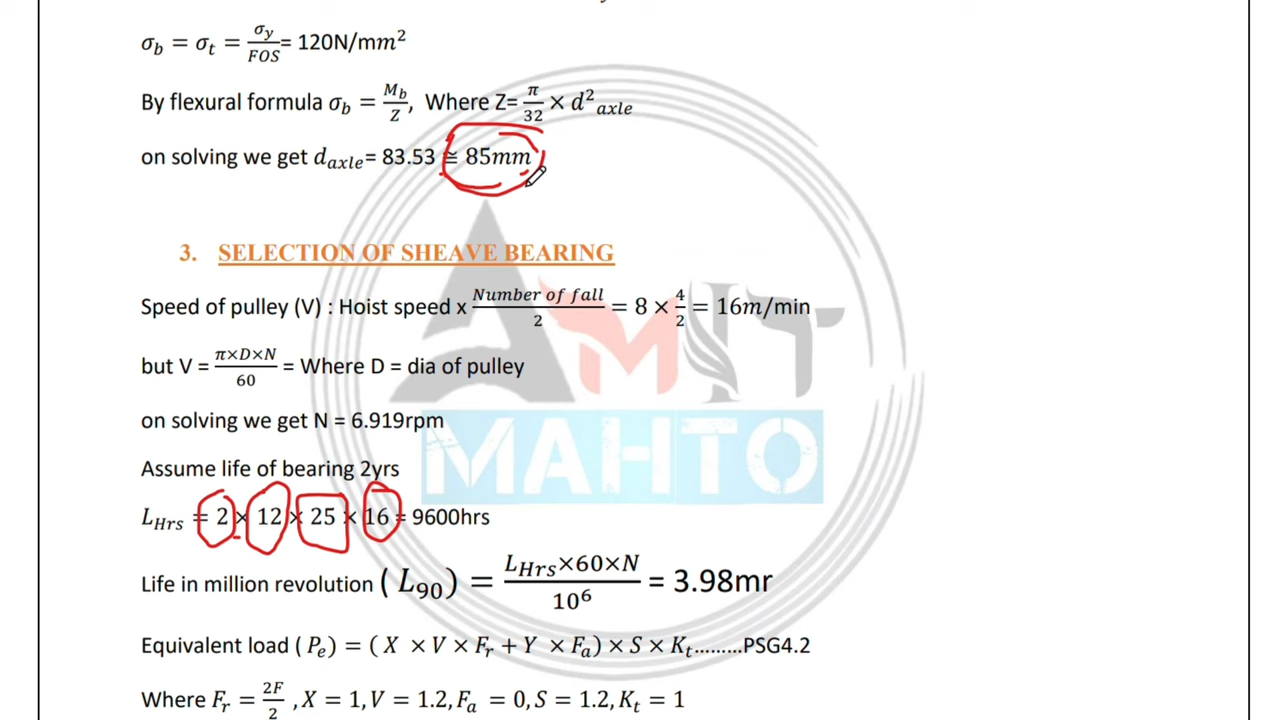 σ_b = σ_t = σ_y/FOS = 120N/mm²
By flexural formula σ_b = M_b/Z, Where Z= π/32 × d²_axle
on solving we get d_axle= 83.53 ≅ 85mm
3. SELECTION OF SHEAVE BEARING
Speed of pulley (V) : Hoist speed x Number of fall/2 = 8 × 4/2 = 16m/min
but V = π×D×N/60 = Where D = dia of pulley
on solving we get N = 6.919rpm
Assume life of bearing 2yrs
L_Hrs = 2 × 12 × 25 × 16 = 9600hrs
Life in million revolution (L_90) = L_Hrs×60×N/10⁶ = 3.98mr
Equivalent load ( P_e) = ( X × V × F_r + Y × F_a) × S × K_t.........PSG4.2
Where F_r = 2F/2 , X = 1, V = 1.2, F_a = 0, S = 1.2, K_t = 1
AMIT
MAHTO